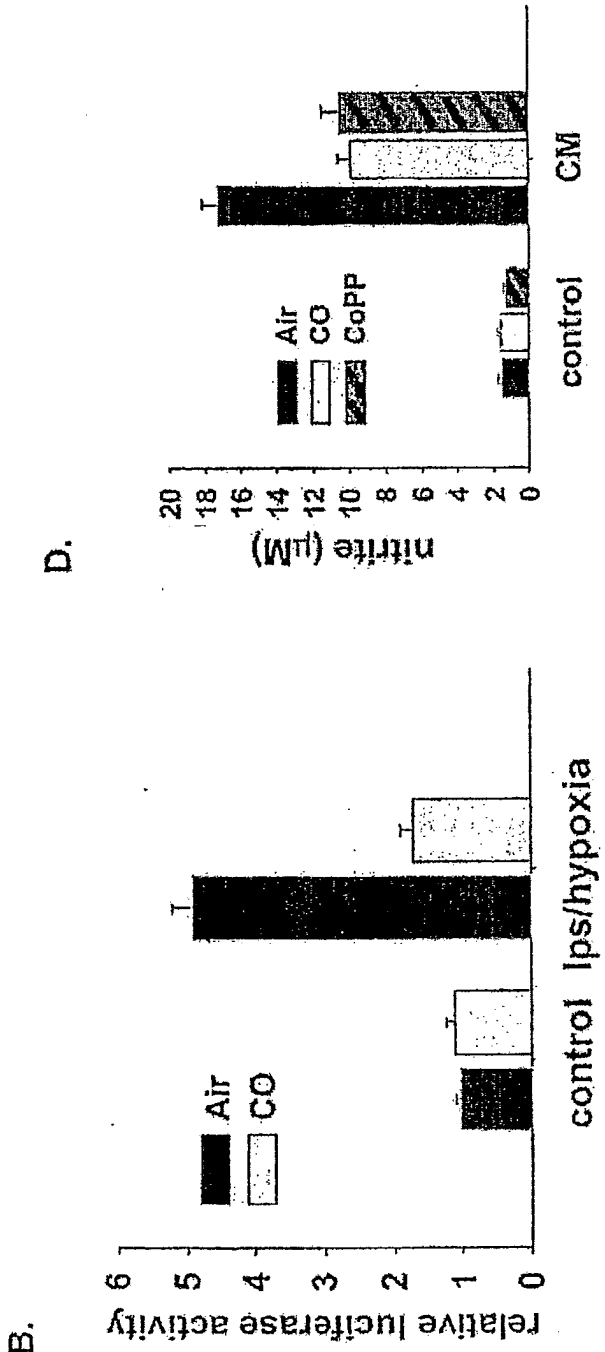 B.
relative luciferase activity
6
5
4
3
2
1
0
Air
CO
control lps/hypoxia
D.
nitrite (μM)
20
18
16
14
12
10
8
6
4
2
0
Air
CO
CoPP
control
CM